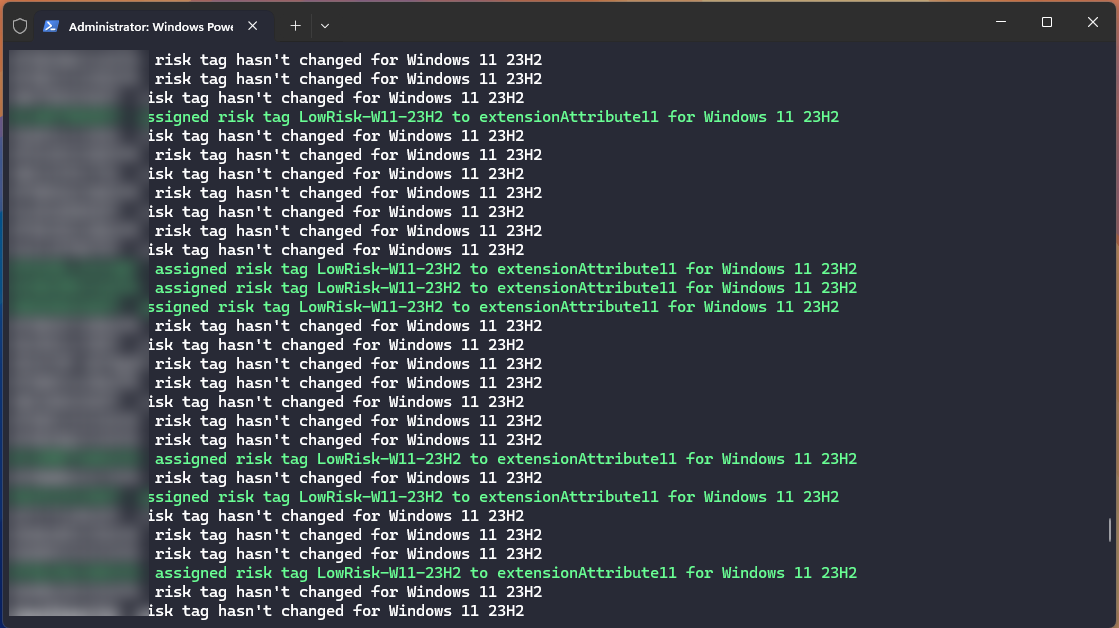 Administrator: Windows Powe
risk tag hasn't changed for Windows 11 23H2
risk tag hasn't changed for Windows 11 23H2
isk tag hasn't changed for Windows 11 23H2
ssigned risk tag LowRisk-W11-23H2 to extensionAttribute11 for Windows 11 23H2
isk tag hasn't changed for Windows 11 23H2
risk tag hasn't changed for Windows 11 23H2
isk tag hasn't changed for Windows 11 23H2
risk tag hasn't changed for Windows 11 23H2
isk tag hasn't changed for Windows 11 23H2
risk tag hasn't changed for Windows 11 23H2
isk tag hasn't changed for Windows 11 23H2
assigned risk tag LowRisk-W11-23H2 to extensionAttribute11 for Windows 11 23H2
assigned risk tag LowRisk-W11-23H2 to extensionAttribute11 for Windows 11 23H2
ssigned risk tag LowRisk-W11-23H2 to extensionAttribute11 for Windows 11 23H2
risk tag hasn't changed for Windows 11 23H2
isk tag hasn't changed for Windows 11 23H2
risk tag hasn't changed for Windows 11 23H2
risk tag hasn't changed for Windows 11 23H2
isk tag hasn't changed for Windows 11 23H2
risk tag hasn't changed for Windows 11 23H2
risk tag hasn't changed for Windows 11 23H2
assigned risk tag LowRisk-W11-23H2 to extensionAttribute11 for Windows 11 23H2
risk tag hasn't changed for Windows 11 23H2
ssigned risk tag LowRisk-W11-23H2 to extensionAttribute11 for Windows 11 23H2
isk tag hasn't changed for Windows 11 23H2
risk tag hasn't changed for Windows 11 23H2
risk tag hasn't changed for Windows 11 23H2
assigned risk tag LowRisk-W11-23H2 to extensionAttribute11 for Windows 11 23H2
risk tag hasn't changed for Windows 11 23H2
isk tag hasn't changed for Windows 11 23H2